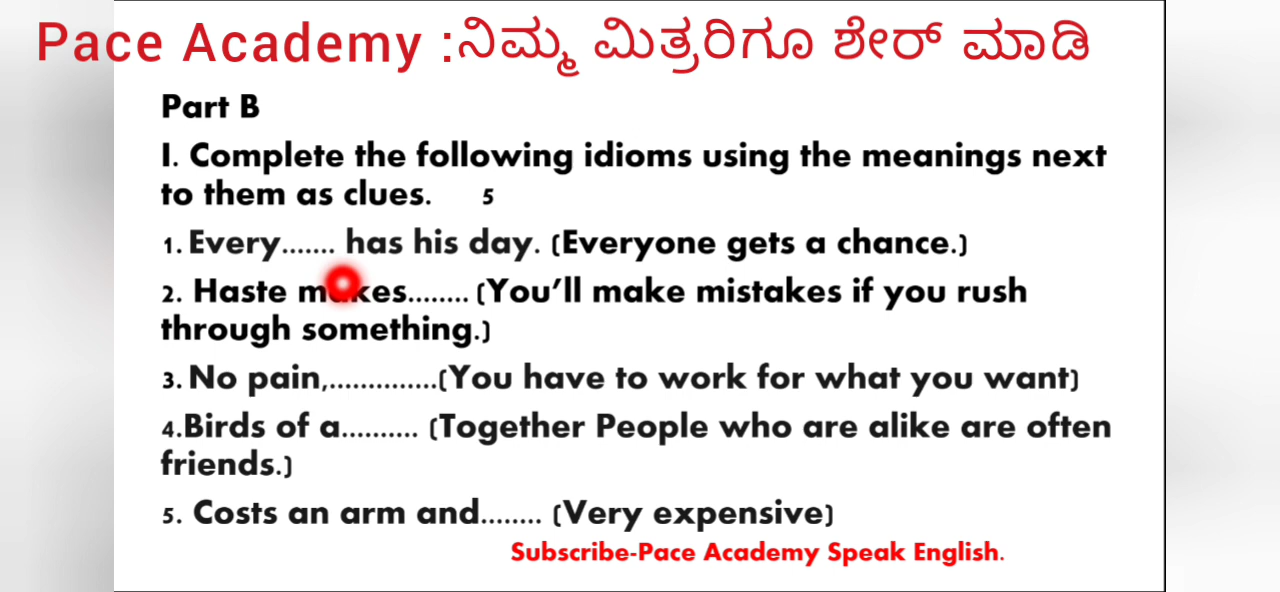 Pace Academy :ನಿಮ್ಮ ಮಿತ್ರರಿಗೂ ಶೇರ್ ಮಾಡಿ
Part B
I. Complete the following idioms using the meanings next
to them as clues. 5
1. Every....... has his day. (Everyone gets a chance.)
2. Haste makes........ (You’ll make mistakes if you rush
through something.)
3. No pain,..............(You have to work for what you want)
4.Birds of a.......... (Together People who are alike are often
friends.)
5. Costs an arm and........ (Very expensive)
Subscribe-Pace Academy Speak English.